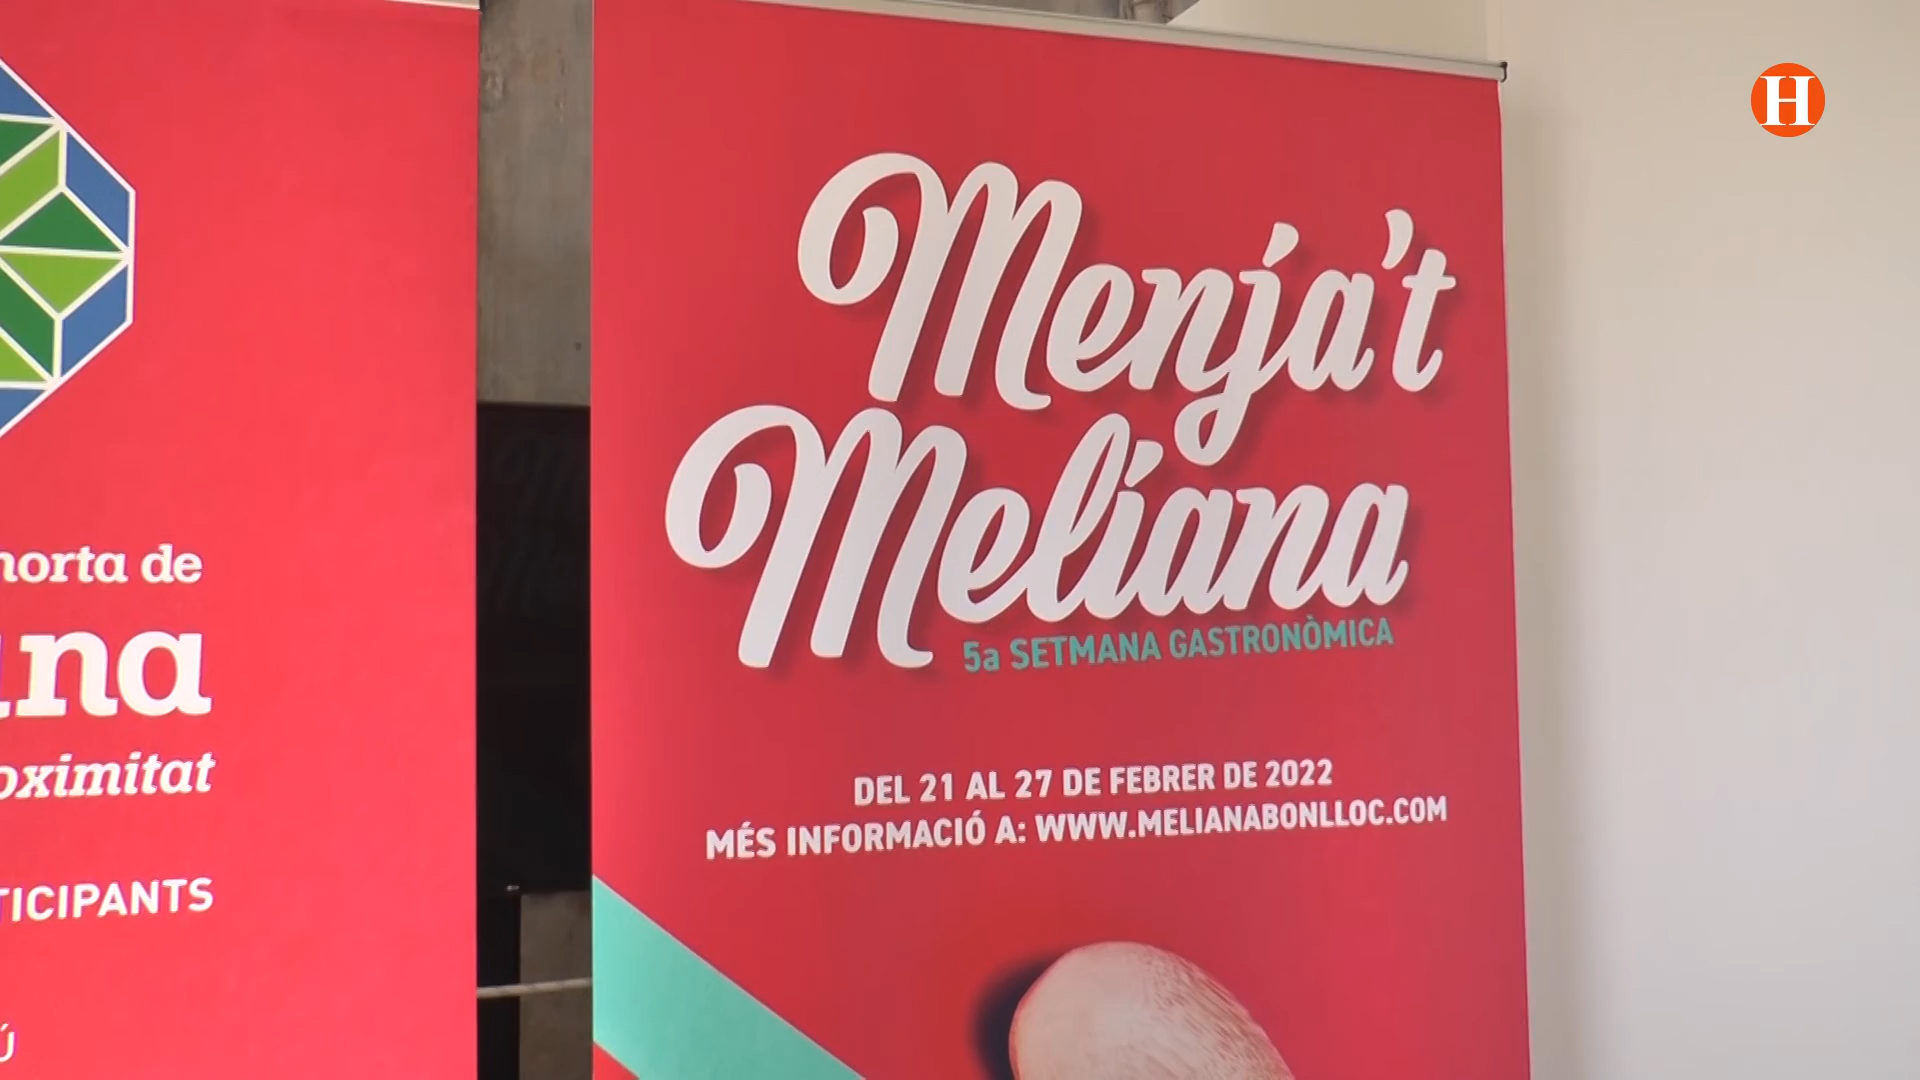 horta de
ana
oximitat
TICIPANTS
Ú
Menja't
Meliana
5a SETMANA GASTRONÒMICA
DEL 21 AL 27 DE FEBRER DE 2022
MÉS INFORMACIÓ A: WWW.MELIANABONLLOC.COM
H